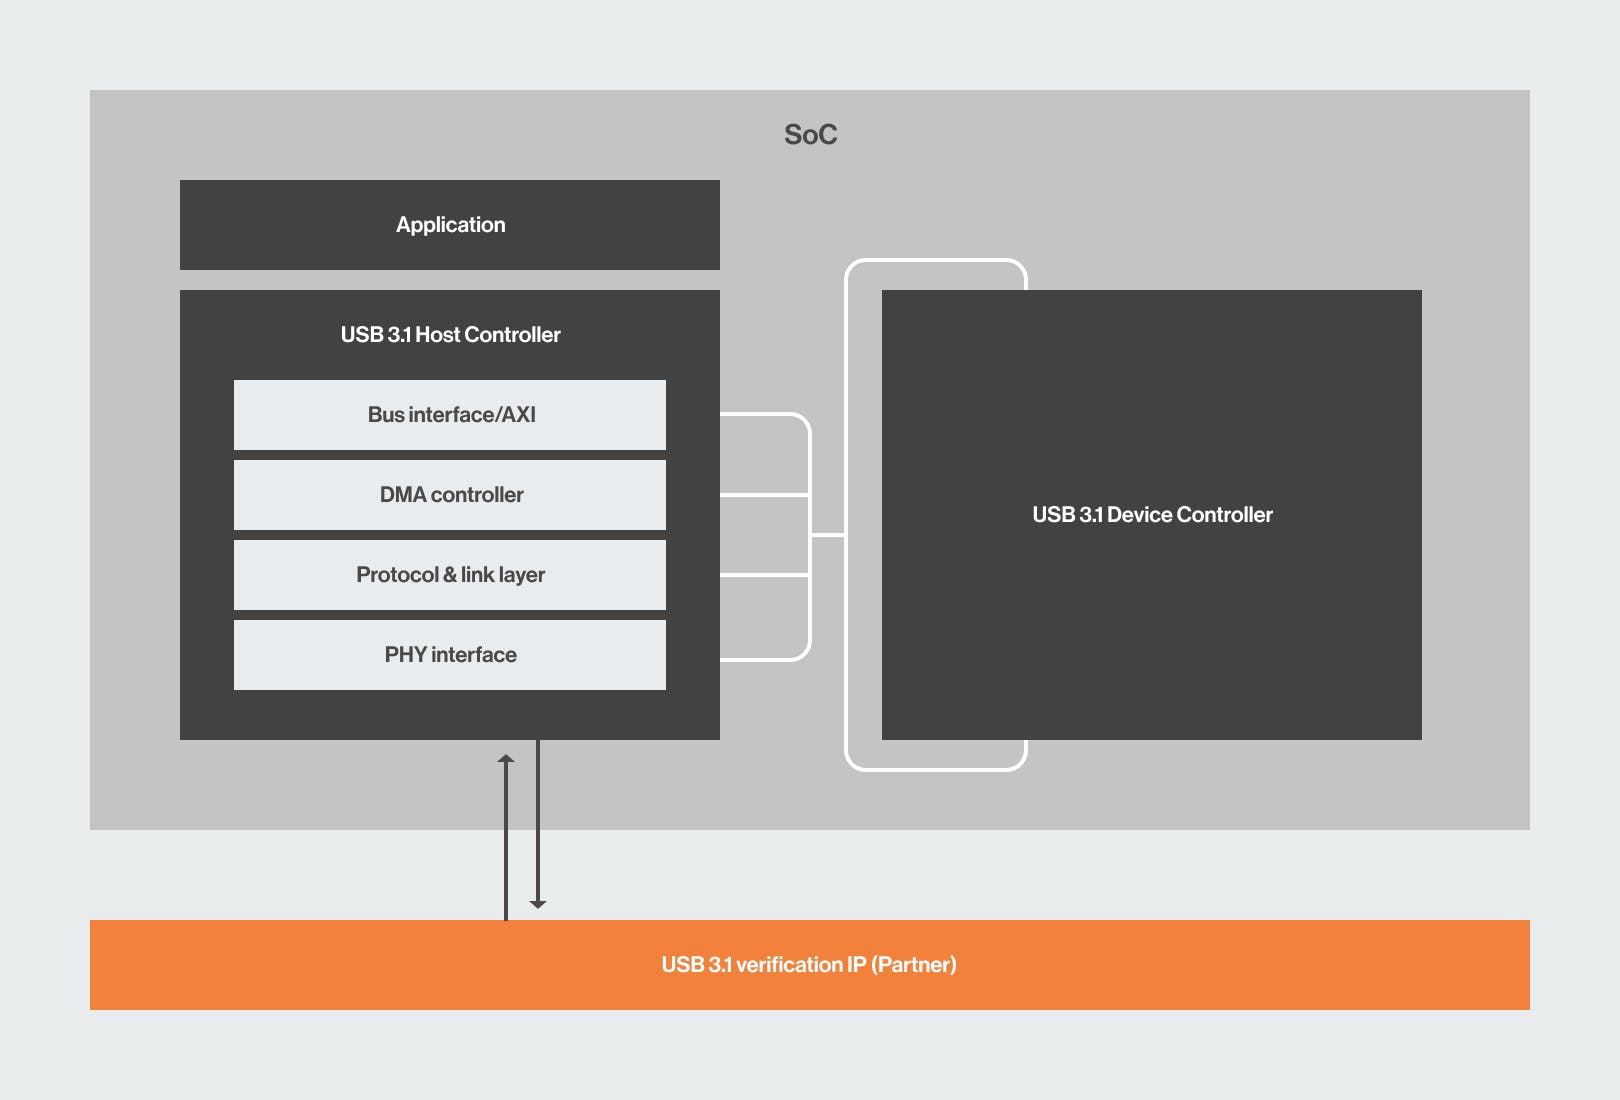 SoC
Application
USB 3.1 Host Controller
Bus interface/AXI
DMA controller
Protocol & link layer
PHY interface
USB 3.1 Device Controller
USB 3.1 verification IP (Partner)